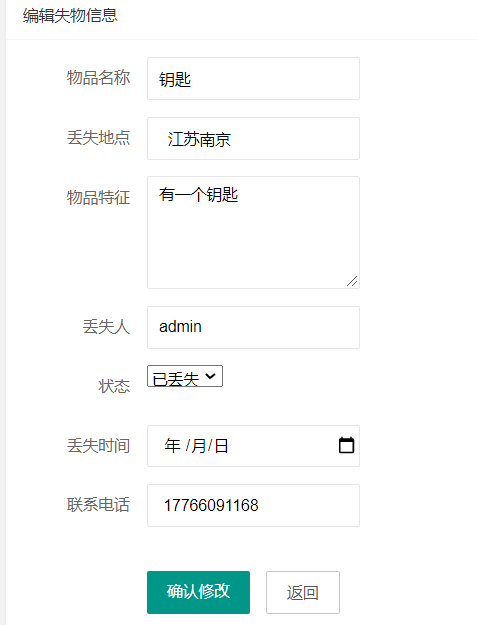 编辑失物信息
物品名称 钥匙
丢失地点 江苏南京
物品特征 有一个钥匙
丢失人 admin
状态 已丢失
丢失时间 年 /月/日
联系电话 17766091168
确认修改 返回